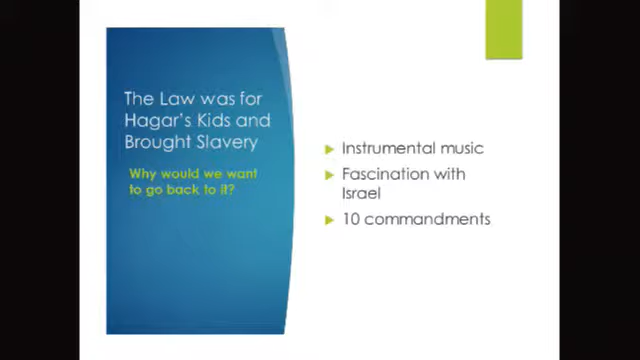 The Law was for
Hagar's Kids and
Brought Slavery
Why would we want
to go back to it?
Instrumental music
Fascination with
Israel
10 commandments